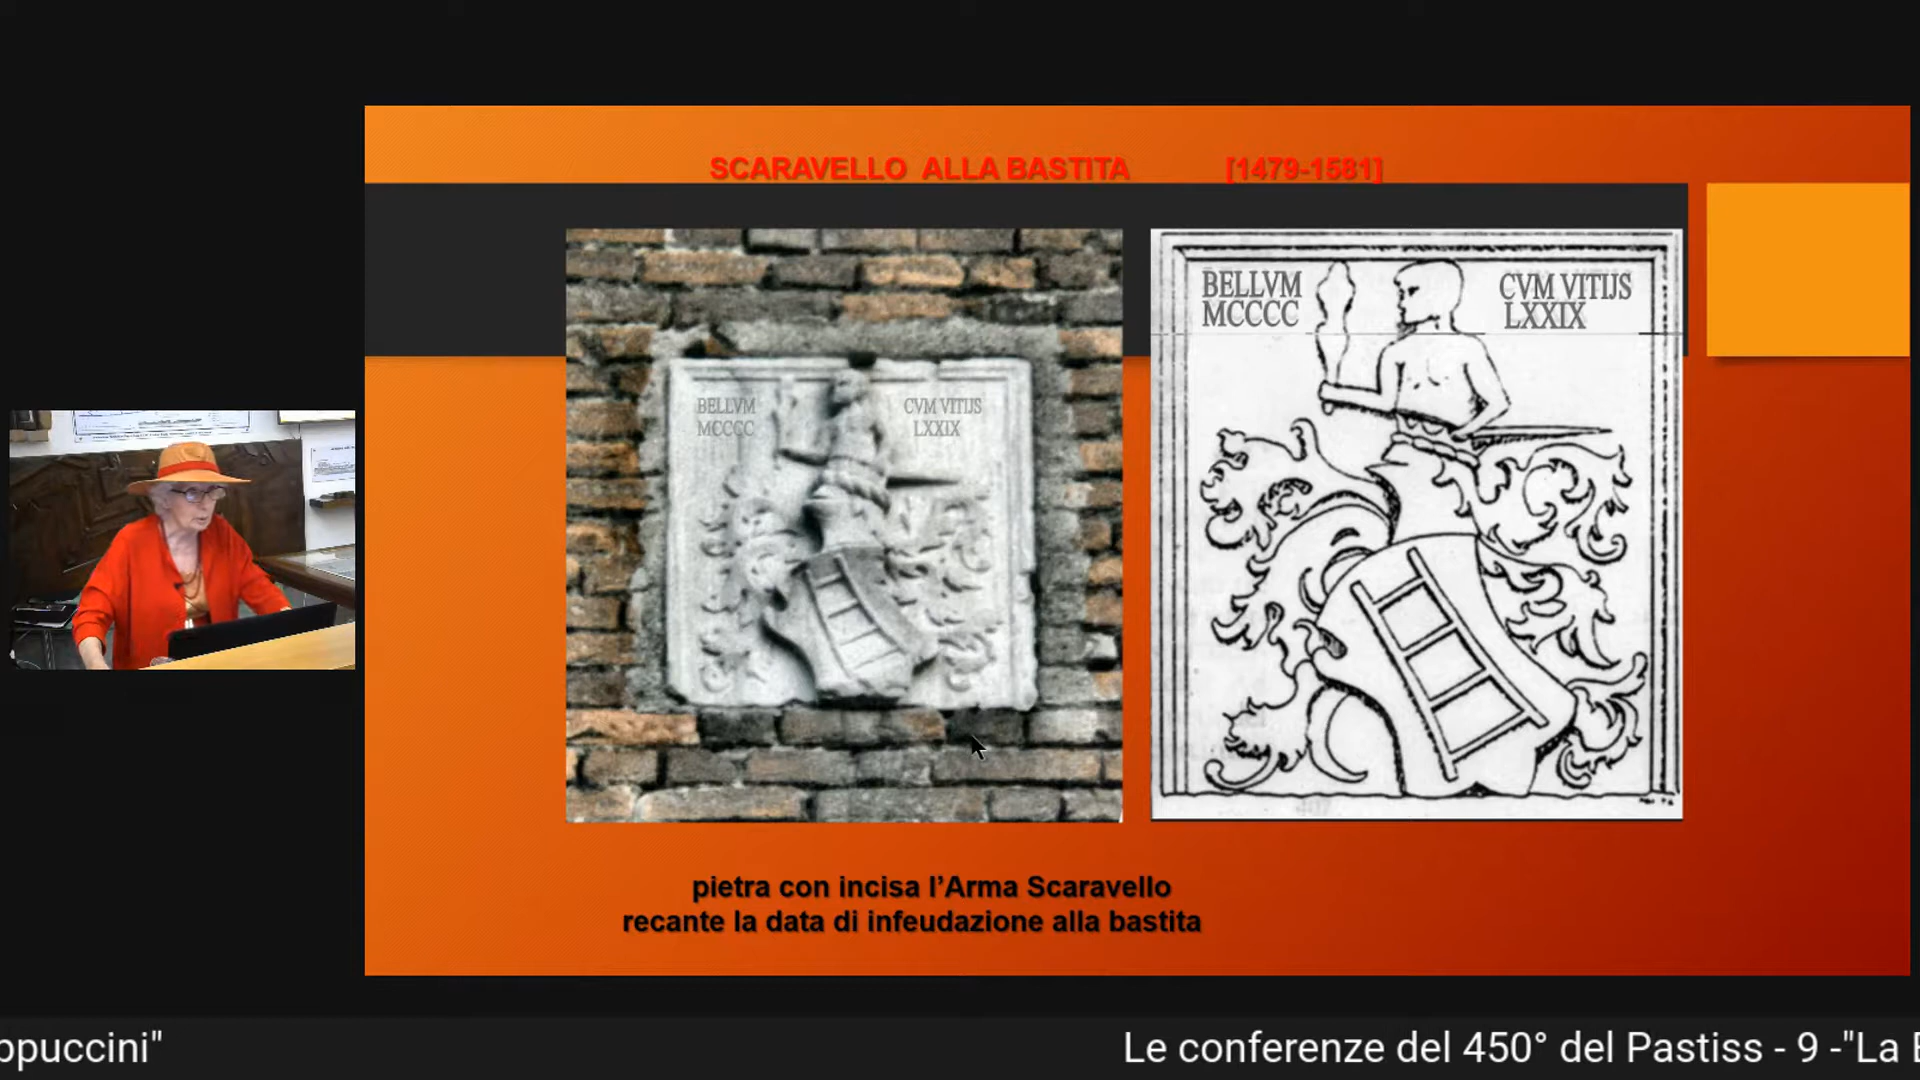 SCARAVELLO ALLA BASTITA [1479-1581]
BELLVM
MCCCC
CVM VITIJS
LXXIX
BELLVM
MCCCC
CVM VITIJS
LXXIX
pietra con incisa l’Arma Scaravello
recante la data di infeudazione alla bastita
ppuccini" Le conferenze del 450° del Pastiss - 9 -"La